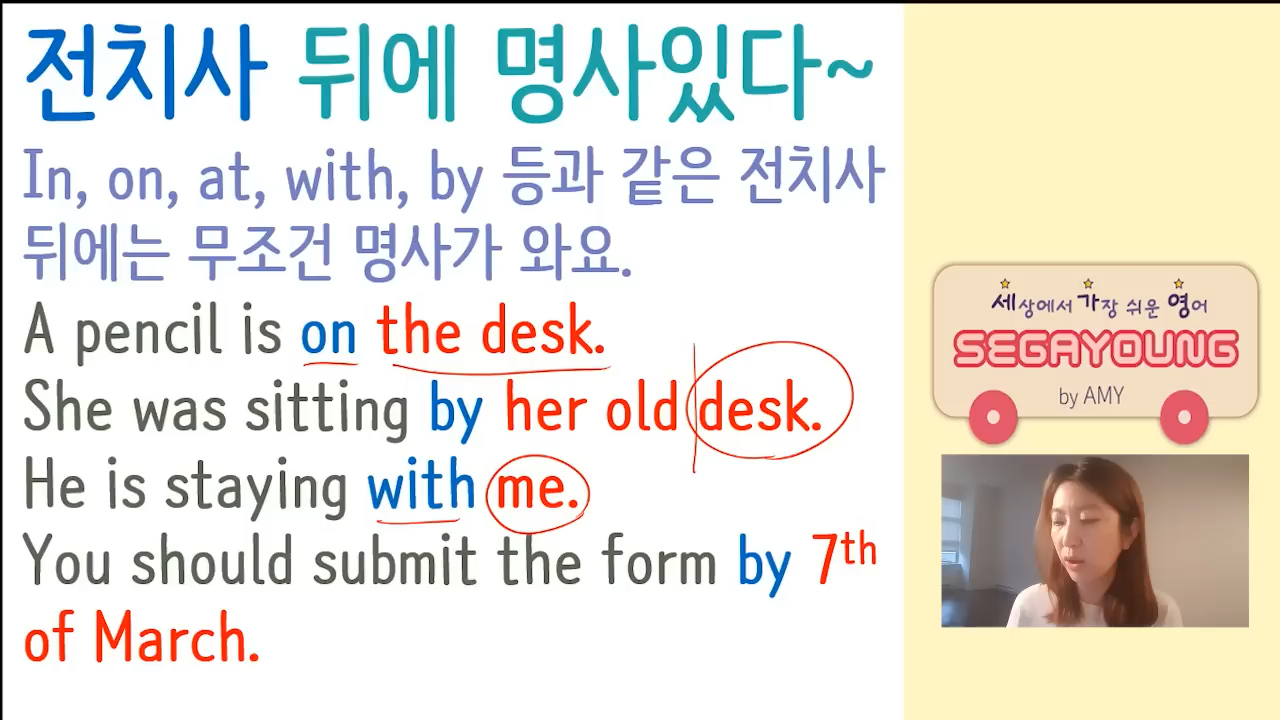 전치사 뒤에 명사있다~
In, on, at, with, by 등과 같은 전치사
뒤에는 무조건 명사가 와요.
A pencil is on the desk.
She was sitting by her old desk.
He is staying with me.
You should submit the form by 7th
of March.
세상에서 가장 쉬운 영어
SEGAYOUNG
by AMY